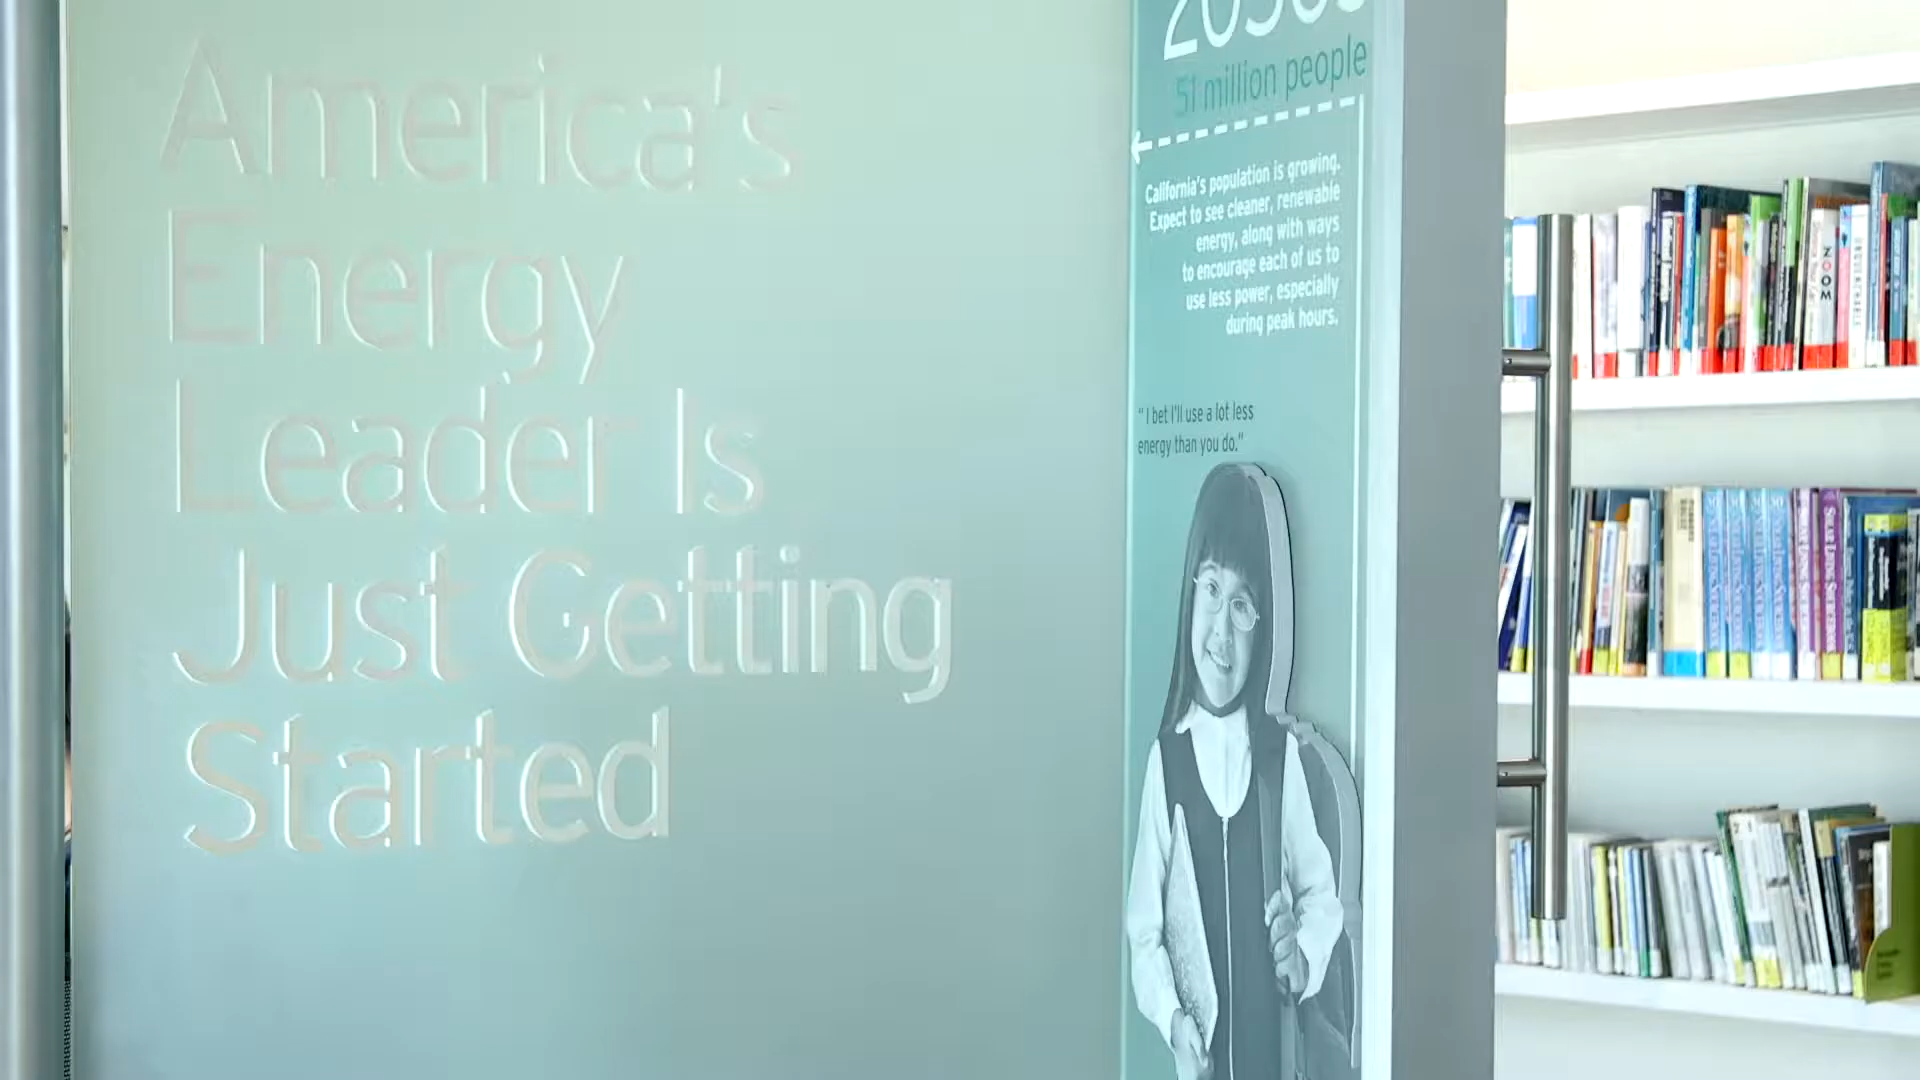 America's
Energy
Leader Is
Just Getting
Started
51 million people
California's population is growing.
Expect to see cleaner, renewable
energy, along with ways
to encourage each of us to
use less power, especially
during peak hours.
“ I bet I'll use a lot less
energy than you do.”
ZOOM